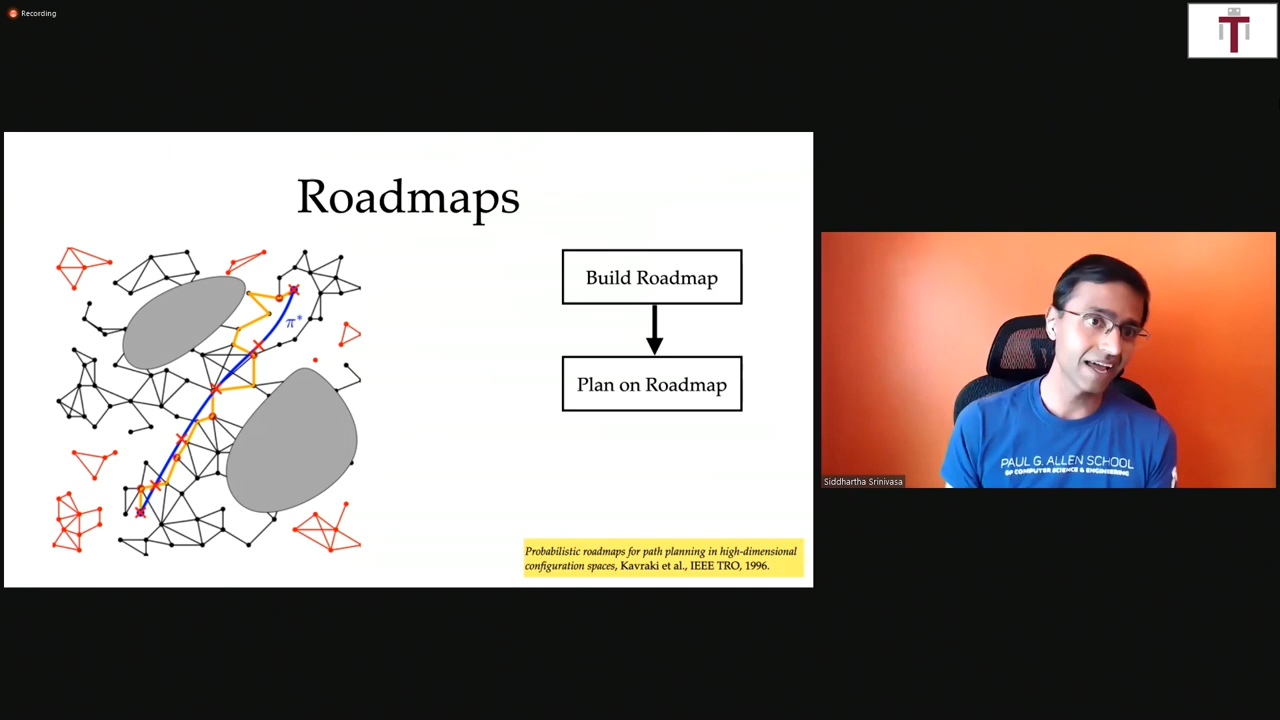 Recording
T
Roadmaps
π*
Build Roadmap
Plan on Roadmap
Probabilistic roadmaps for path planning in high-dimensional
configuration spaces, Kavraki et al., IEEE TRO, 1996.
PAUL G. ALLEN SCHOOL
OF COMPUTER SCIENCE & ENGINEERING
Siddhartha Srinivasa